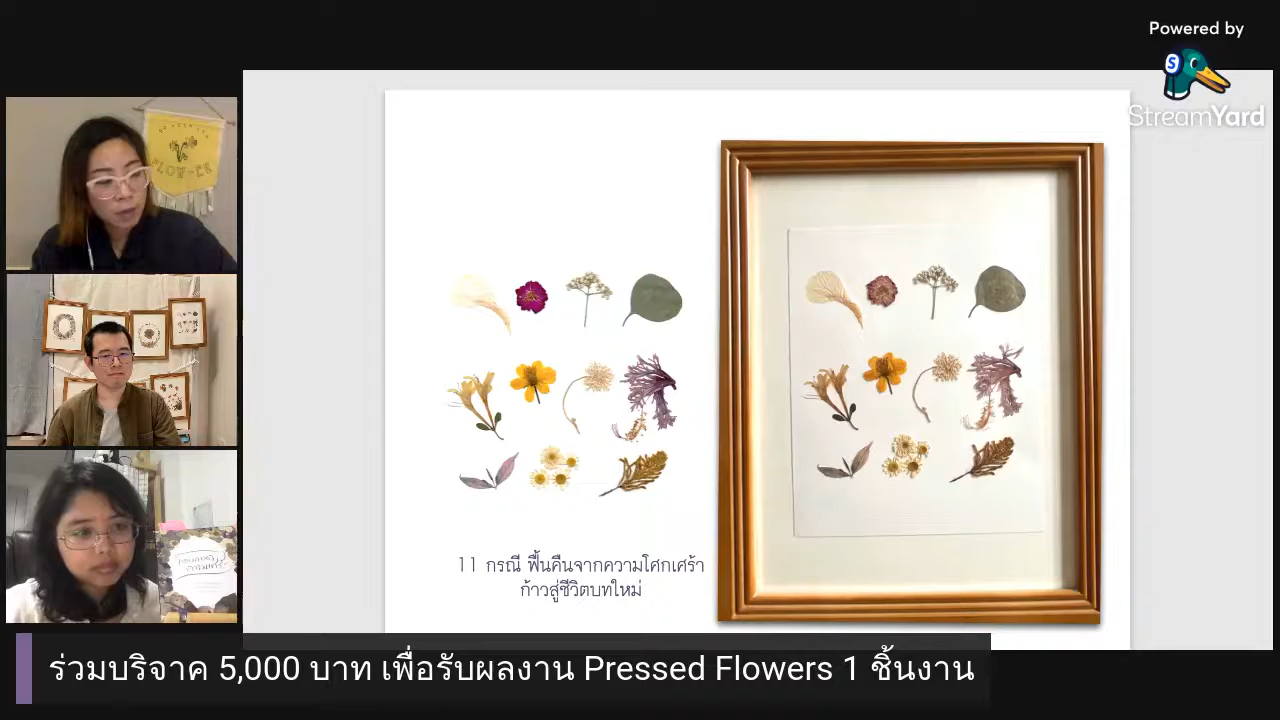 Powered by
StreamYard
FLOW-ER
11 กรณี ฟื้นคืนจากความโศกเศร้า
ก้าวสู่ชีวิตบทใหม่
ร่วมบริจาค 5,000 บาท เพื่อรับผลงาน Pressed Flowers 1 ชิ้นงาน